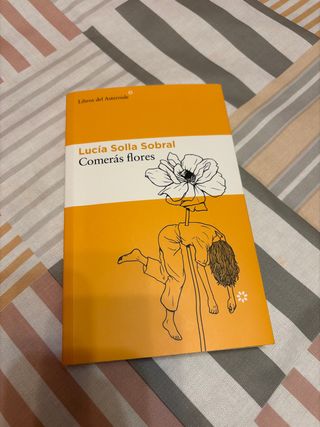 Libros del Asteroide
Lucía Solla Sobral
Comerás flores